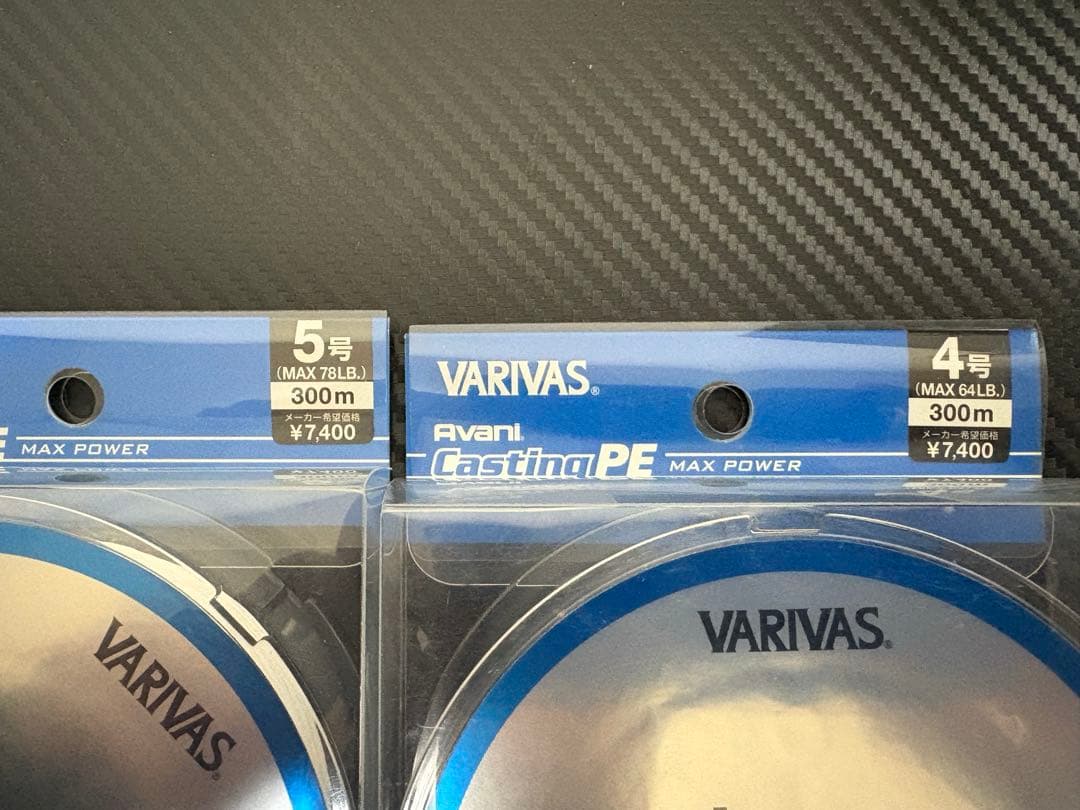 5号
(MAX 78LB.)
300m
メーカー希望価格
¥7,400
MAX POWER
VARIVAS
VARIVAS®
Avani
Casting PE MAX POWER
4号
(MAX 64LB.)
300m
メーカー希望価格
¥7,400
VARIVAS®